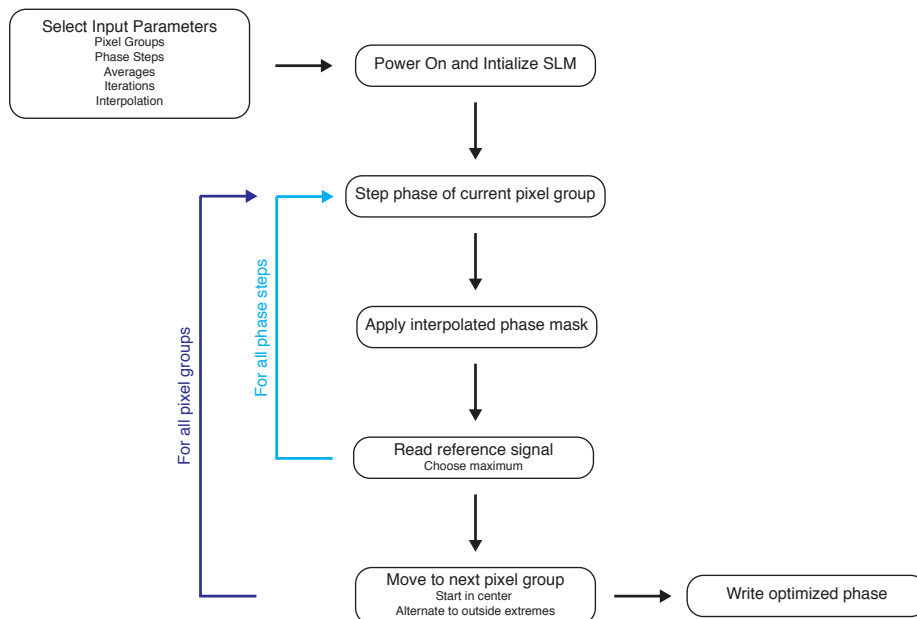 Select Input Parameters
Pixel Groups
Phase Steps
Averages
Iterations
Interpolation
Power On and Intialize SLM
Step phase of current pixel group
Apply interpolated phase mask
Read reference signal
Choose maximum
Move to next pixel group
Start in center
Alternate to outside extremes
Write optimized phase
For all phase steps
For all pixel groups